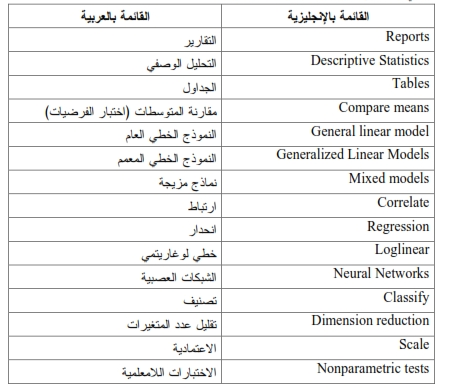 القائمة بالإنجليزية	القائمة بالعربية
Reports	التقارير
Descriptive Statistics	التحليل الوصفي
Tables	الجداول
Compare means	مقارنة المتوسطات (اختبار الفرضيات)
General linear model	النموذج الخطي العام
Generalized Linear Models	النموذج الخطي المعمم
Mixed models	نماذج مزيجة
Correlate	ارتباط
Regression	انحدار
Loglinear	خطي لوغاريتمي
Neural Networks	الشبكات العصبية
Classify	تصنيف
Dimension reduction	تقليل عدد المتغيرات
Scale	الاعتمادية
Nonparametric tests	الاختبارات اللامعلمية